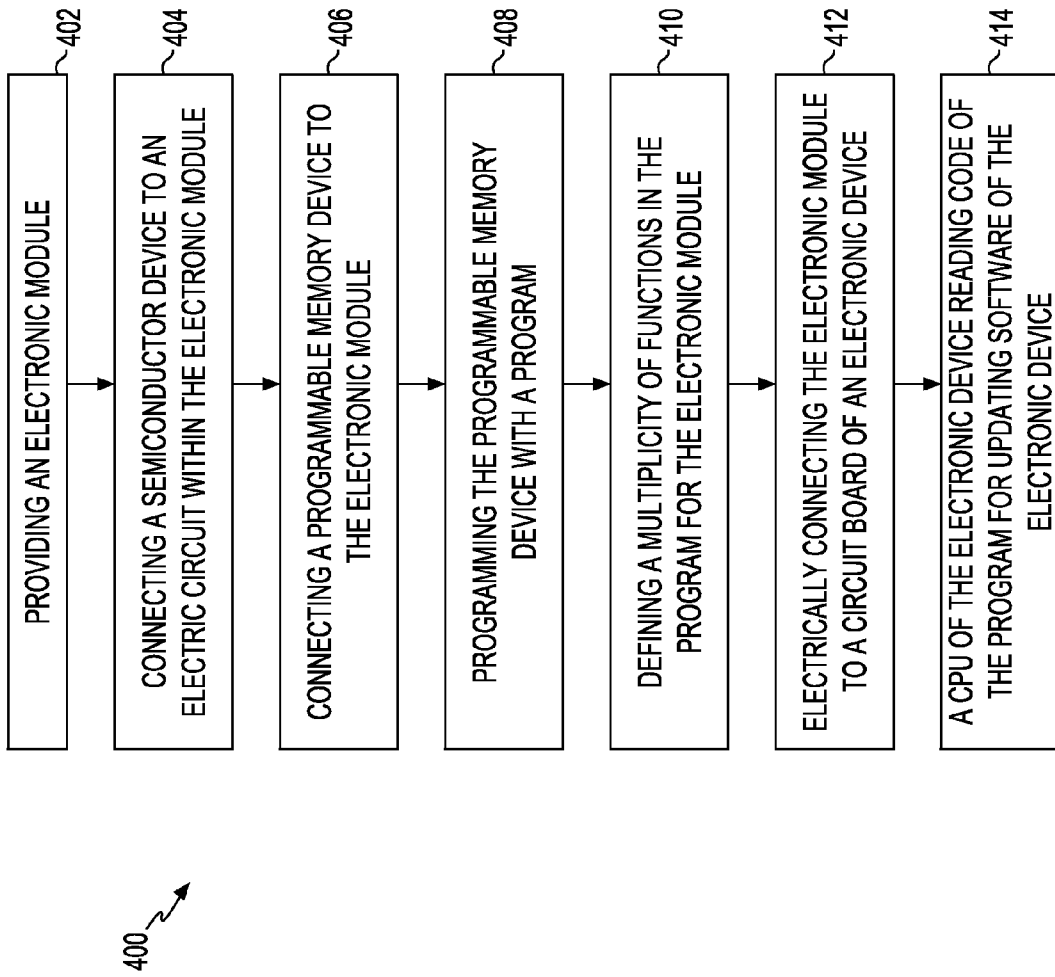 400
PROVIDING AN ELECTRONIC MODULE
402
CONNECTING A SEMICONDUCTOR DEVICE TO AN
ELECTRIC CIRCUIT WITHIN THE ELECTRONIC MODULE
404
CONNECTING A PROGRAMMABLE MEMORY DEVICE TO
THE ELECTRONIC MODULE
406
PROGRAMMING THE PROGRAMMABLE MEMORY
DEVICE WITH A PROGRAM
408
DEFINING A MULTIPLICITY OF FUNCTIONS IN THE
PROGRAM FOR THE ELECTRONIC MODULE
410
ELECTRICALLY CONNECTING THE ELECTRONIC MODULE
TO A CIRCUIT BOARD OF AN ELECTRONIC DEVICE
412
A CPU OF THE ELECTRONIC DEVICE READING CODE OF
THE PROGRAM FOR UPDATING SOFTWARE OF THE
ELECTRONIC DEVICE
414